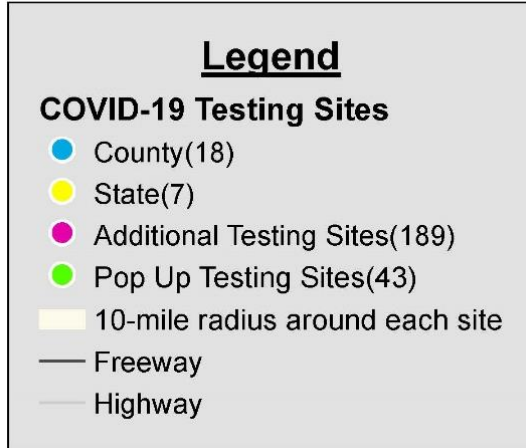 Legend
COVID-19 Testing Sites
County(18)
State(7)
Additional Testing Sites(189)
Pop Up Testing Sites(43)
10-mile radius around each site
Freeway
Highway